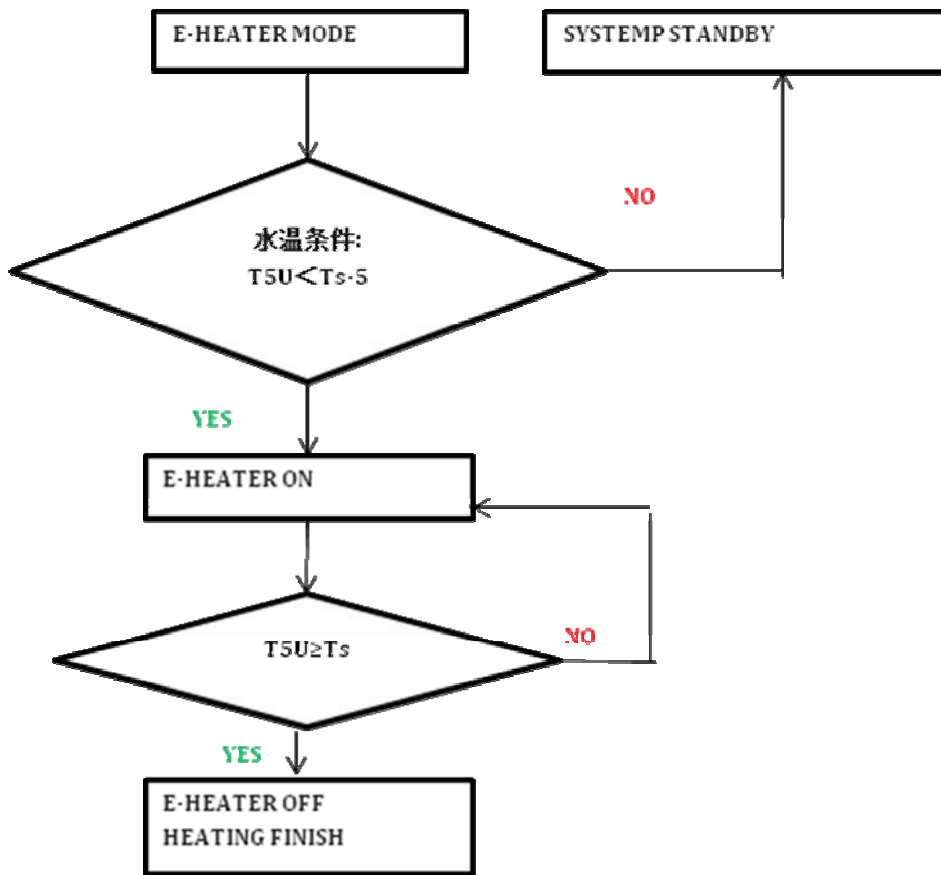 E-HEATER MODE
SYSTEMP STANDBY
水温条件:
T5U＜Ts-5
NO
YES
E-HEATER ON
T5U≥Ts
NO
YES
E-HEATER OFF
HEATING FINISH